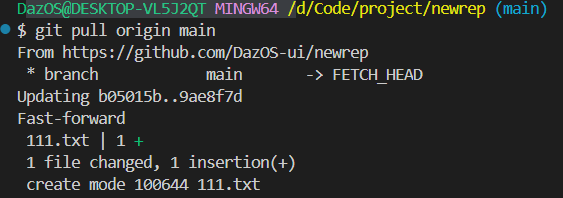 DazOS@DESKTOP-VL5J2QT MINGW64 /d/Code/project/newrep (main)
$ git pull origin main
From https://github.com/DazOS-ui/newrep
 * branch            main       -> FETCH_HEAD
Updating b05015b..9ae8f7d
Fast-forward
 111.txt | 1 +
 1 file changed, 1 insertion(+)
 create mode 100644 111.txt